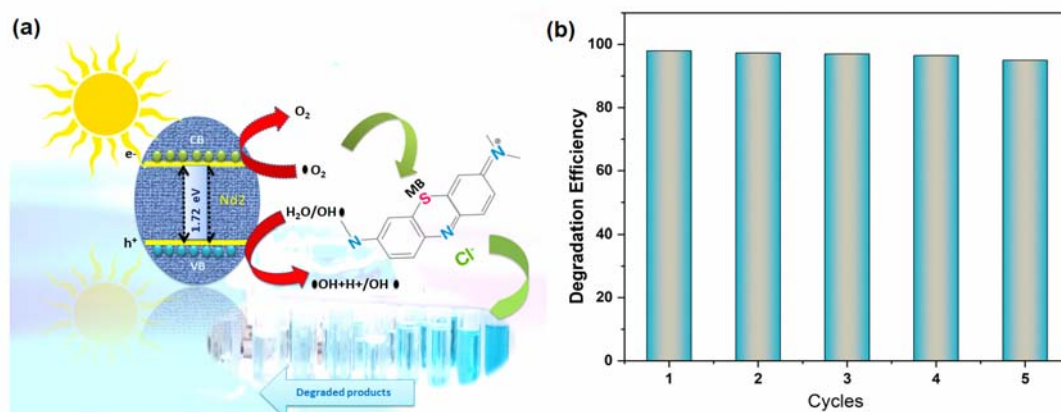 (a)
O2
CB
e-
●O2
1.72 eV
Nd2
h+
VB
H2O/OH●
●OH+H+/OH ●
MB
S
N
N
N
⊕
Cl-
Degraded products
(b)
Degradation Efficiency
100
80
60
40
20
0
1 2 3 4 5
Cycles